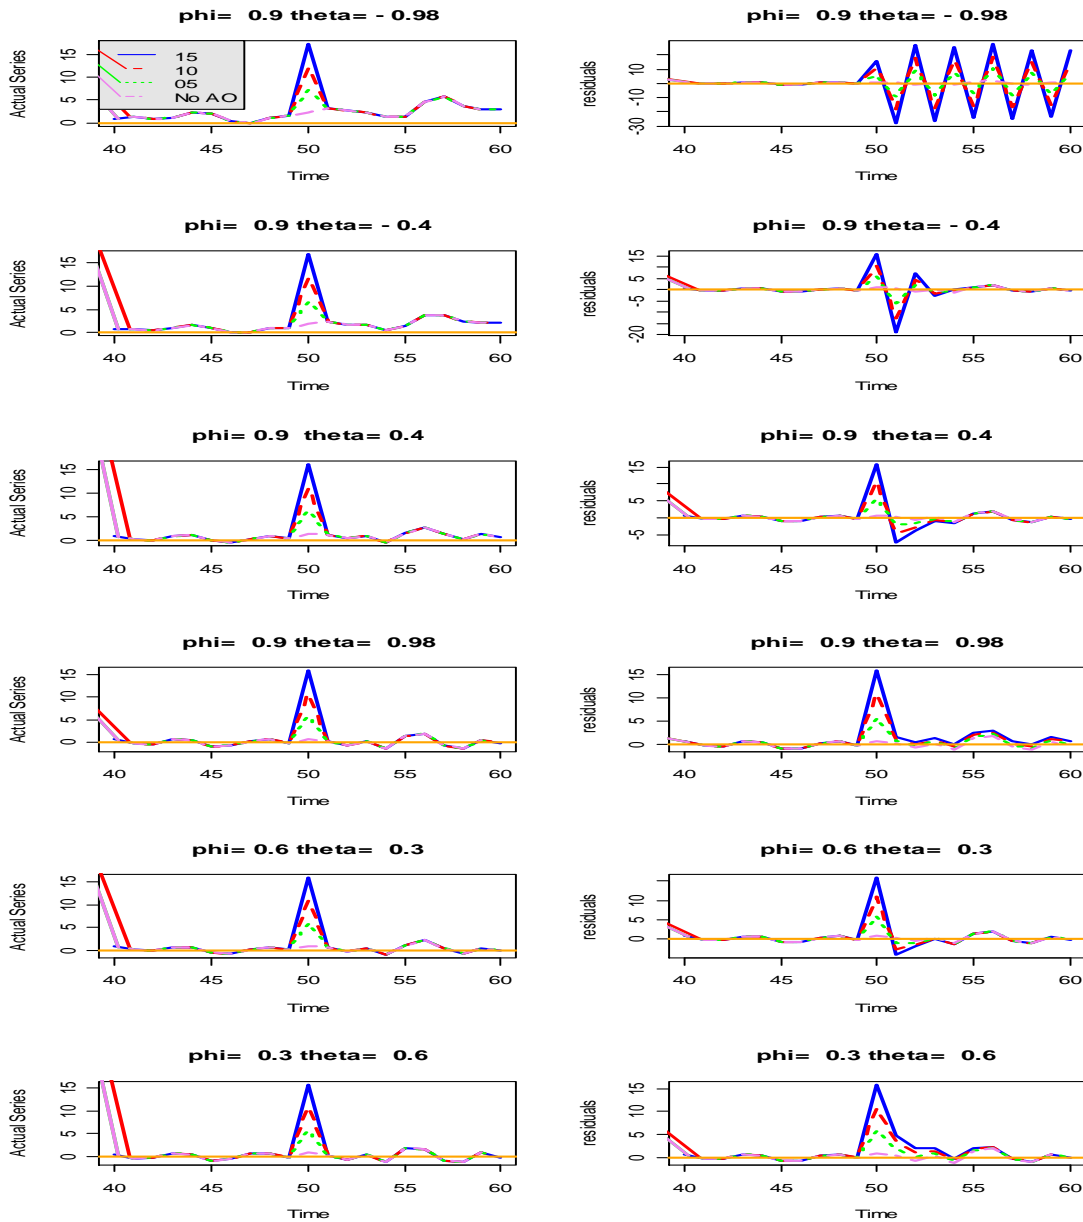 phi= 0.9 theta= - 0.98
Actual Series
0 5 10 15
15
10
05
No AO
40 45 50 55 60
Time
phi= 0.9 theta= - 0.98
residuals
-30 -10 10
40 45 50 55 60
Time
phi= 0.9 theta= - 0.4
Actual Series
0 5 10 15
40 45 50 55 60
Time
phi= 0.9 theta= - 0.4
residuals
-20 -5 5 15
40 45 50 55 60
Time
phi= 0.9 theta= 0.4
Actual Series
0 5 10 15
40 45 50 55 60
Time
phi= 0.9 theta= 0.4
residuals
-5 5 15
40 45 50 55 60
Time
phi= 0.9 theta= 0.98
Actual Series
0 5 15
40 45 50 55 60
Time
phi= 0.9 theta= 0.98
residuals
0 5 10 15
40 45 50 55 60
Time
phi= 0.6 theta= 0.3
Actual Series
0 5 10 15
40 45 50 55 60
Time
phi= 0.6 theta= 0.3
residuals
0 5 10
40 45 50 55 60
Time
phi= 0.3 theta= 0.6
Actual Series
0 5 10 15
40 45 50 55 60
Time
phi= 0.3 theta= 0.6
residuals
0 5 10 15
40 45 50 55 60
Time